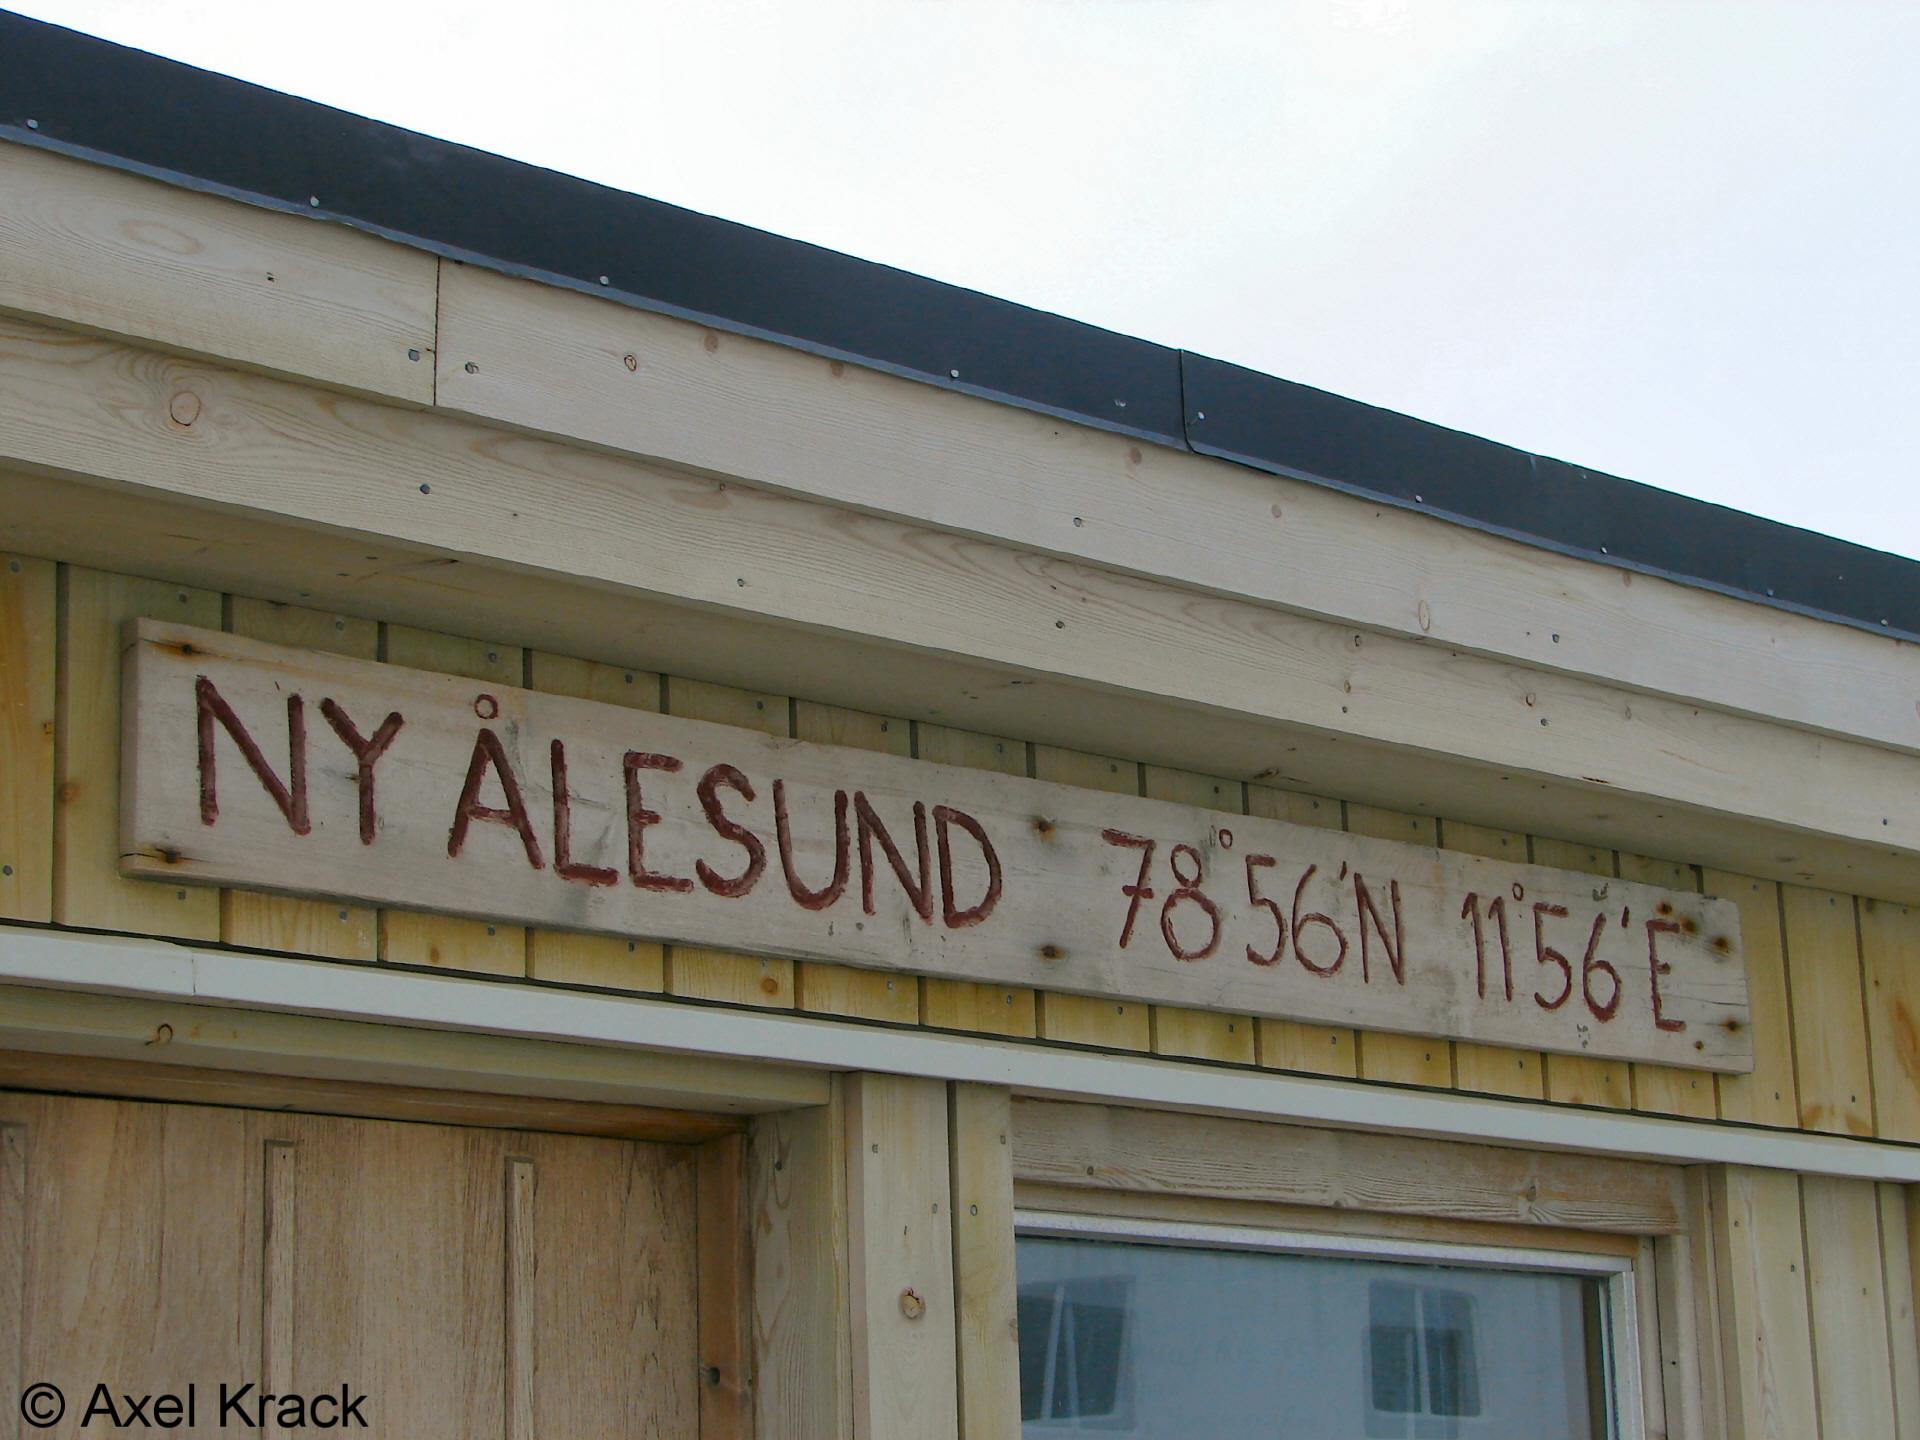 NY ÅLESUND 78°56'N 11°56'E
© Axel Krack